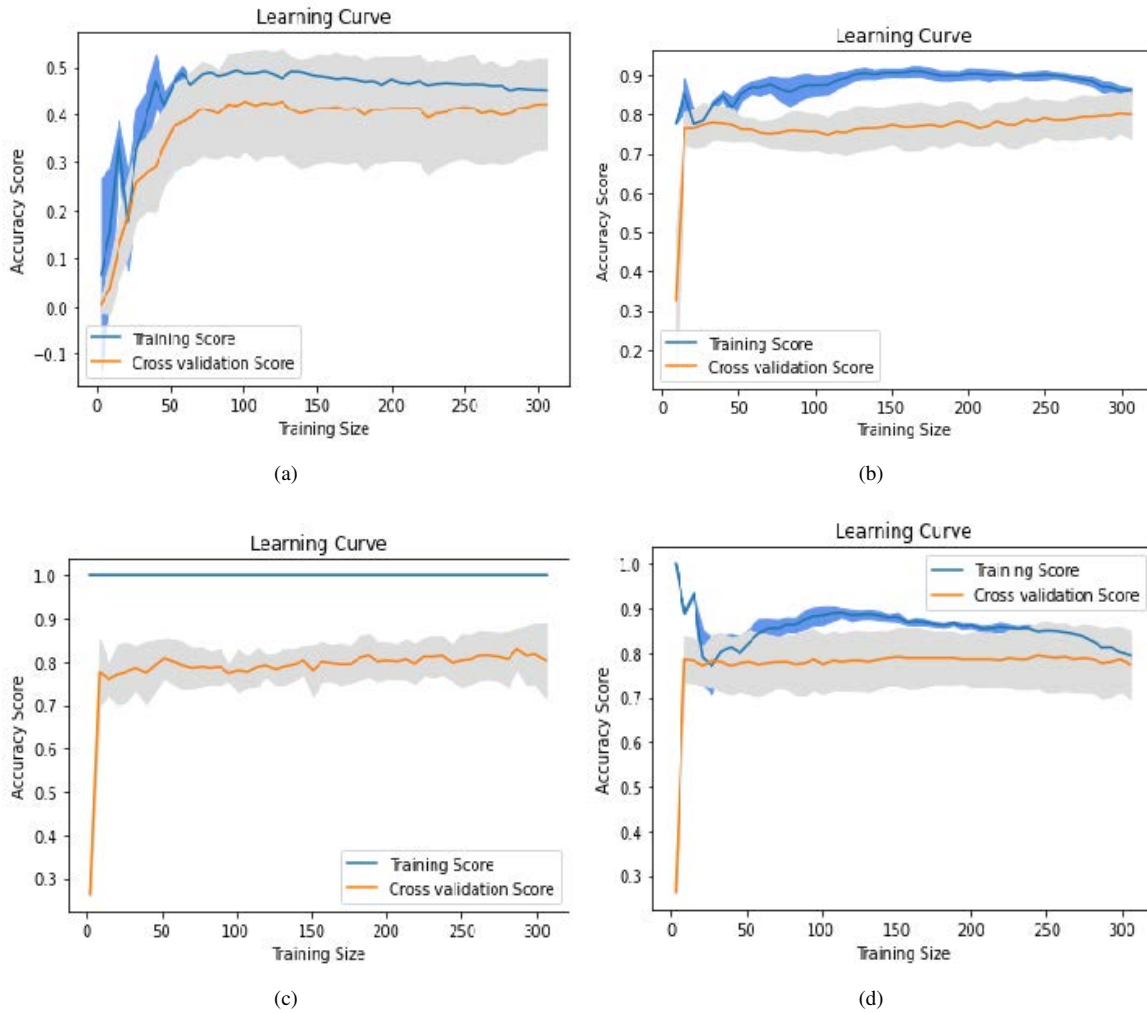 Learning Curve
0.5
0.4
0.3
0.2
0.1
0.0
−0.1
Accuracy Score
Training Score
Cross validation Score
0 50 100 150 200 250 300
Training Size
(a)
Learning Curve
0.9
0.8
0.7
0.6
0.5
0.4
0.3
0.2
Accuracy Score
Training Score
Cross validation Score
0 50 100 150 200 250 300
Training Size
(b)
Learning Curve
1.0
0.9
0.8
0.7
0.6
0.5
0.4
0.3
Accuracy Score
Training Score
Cross validation Score
0 50 100 150 200 250 300
Training Size
(c)
Learning Curve
1.0
0.9
0.8
0.7
0.6
0.5
0.4
0.3
Accuracy Score
Training Score
Cross validation Score
0 50 100 150 200 250 300
Training Size
(d)